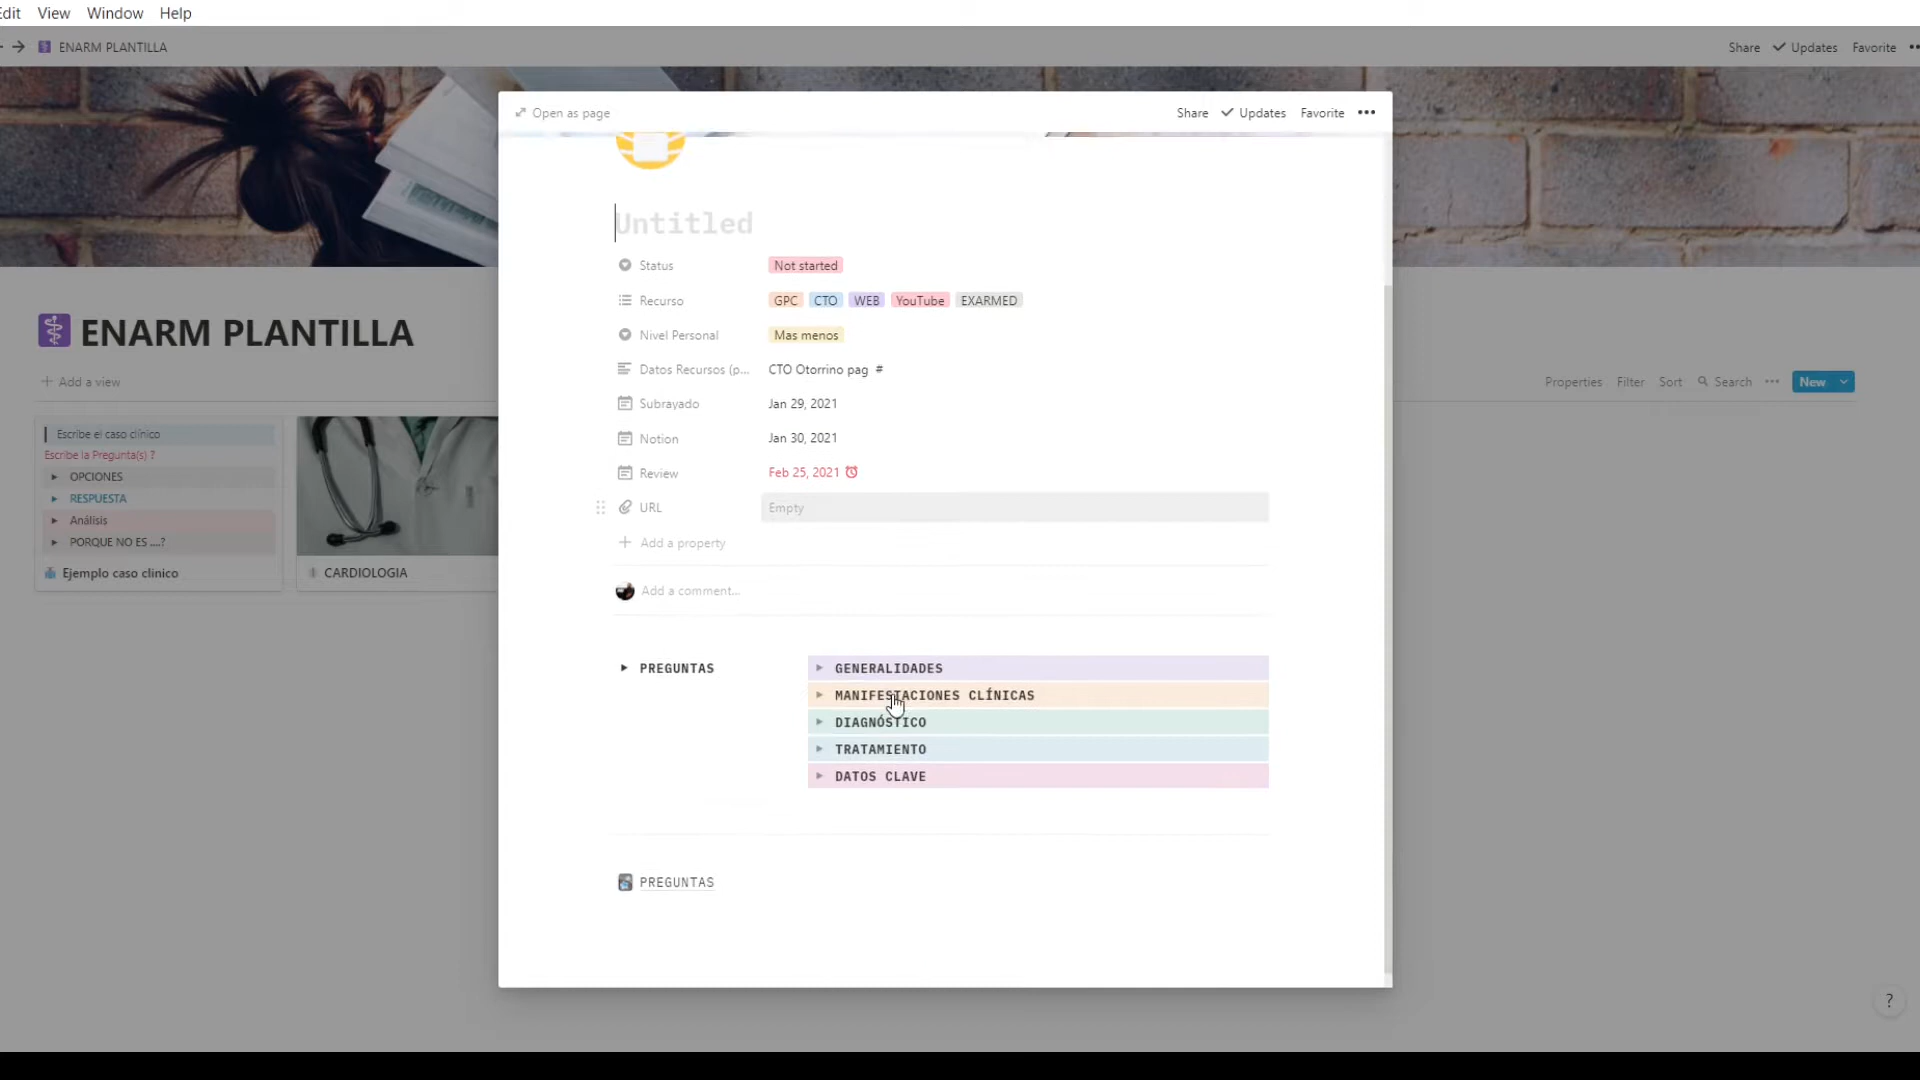 Edit View Window Help
ENARM PLANTILLA
Share Updates Favorite
Open as page
Share Updates Favorite
Untitled
Status Not started
Recurso GPC CTO WEB YouTube EXARMED
Nivel Personal Mas menos
Datos Recursos (p... CTO Otorrino pag #
Subrayado Jan 29, 2021
Notion Jan 30, 2021
Review Feb 25, 2021
URL Empty
Add a property
Add a comment...
PREGUNTAS
GENERALIDADES
MANIFESTACIONES CLÍNICAS
DIAGNÓSTICO
TRATAMIENTO
DATOS CLAVE
PREGUNTAS
ENARM PLANTILLA
Add a view
Properties Filter Sort Search New
Escribe el caso clínico
Escribe la Pregunta(s) ?
OPCIONES
RESPUESTA
Análisis
PORQUE NO ES ....?
Ejemplo caso clinico
CARDIOLOGIA
?